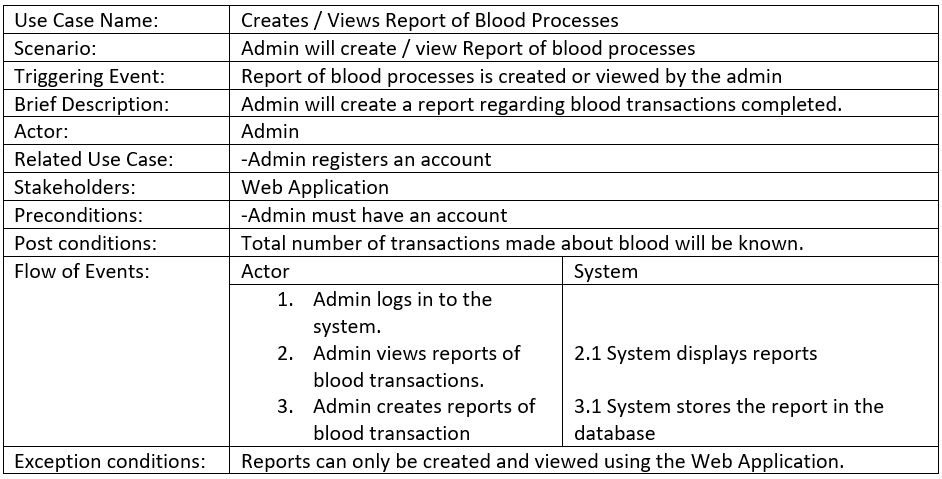 Use Case Name: Creates / Views Report of Blood Processes
Scenario: Admin will create / view Report of blood processes
Triggering Event: Report of blood processes is created or viewed by the admin
Brief Description: Admin will create a report regarding blood transactions completed.
Actor: Admin
Related Use Case: -Admin registers an account
Stakeholders: Web Application
Preconditions: -Admin must have an account
Post conditions: Total number of transactions made about blood will be known.
Flow of Events: Actor System
1. Admin logs in to the
system.
2. Admin views reports of 2.1 System displays reports
blood transactions.
3. Admin creates reports of 3.1 System stores the report in the
blood transaction database
Exception conditions: Reports can only be created and viewed using the Web Application.